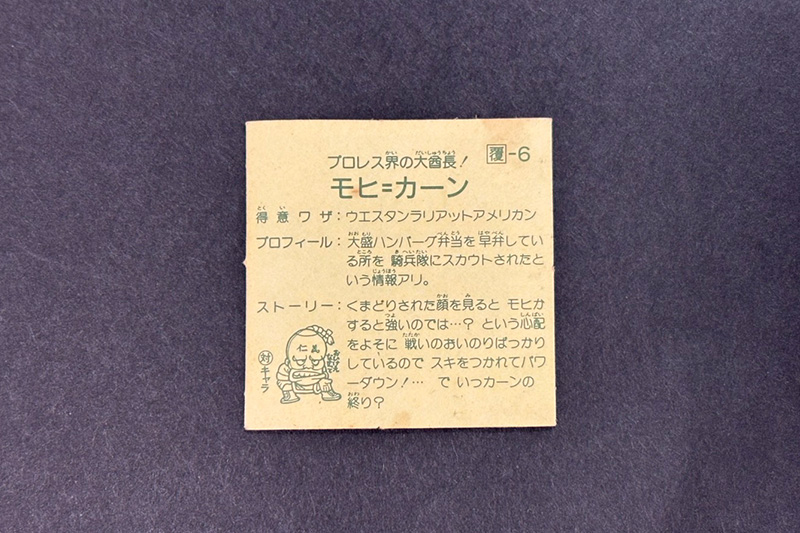 プロレス界の大酋長！
覆-6
モヒ=カーン
得意ワザ：ウエスタンラリアットアメリカン
プロフィール：大盛ハンバーグ弁当を早弁してい
る所を 騎兵隊にスカウトされたと
いう情報アリ。
ストーリー：くまどりされた顔を見ると モヒカ
すると強いのでは…？ という心配
をよそに 戦いのおいのりばっかり
しているので スキをつかれてパワ
ーダウン！… で いっカーンの
終り？
対キャラ